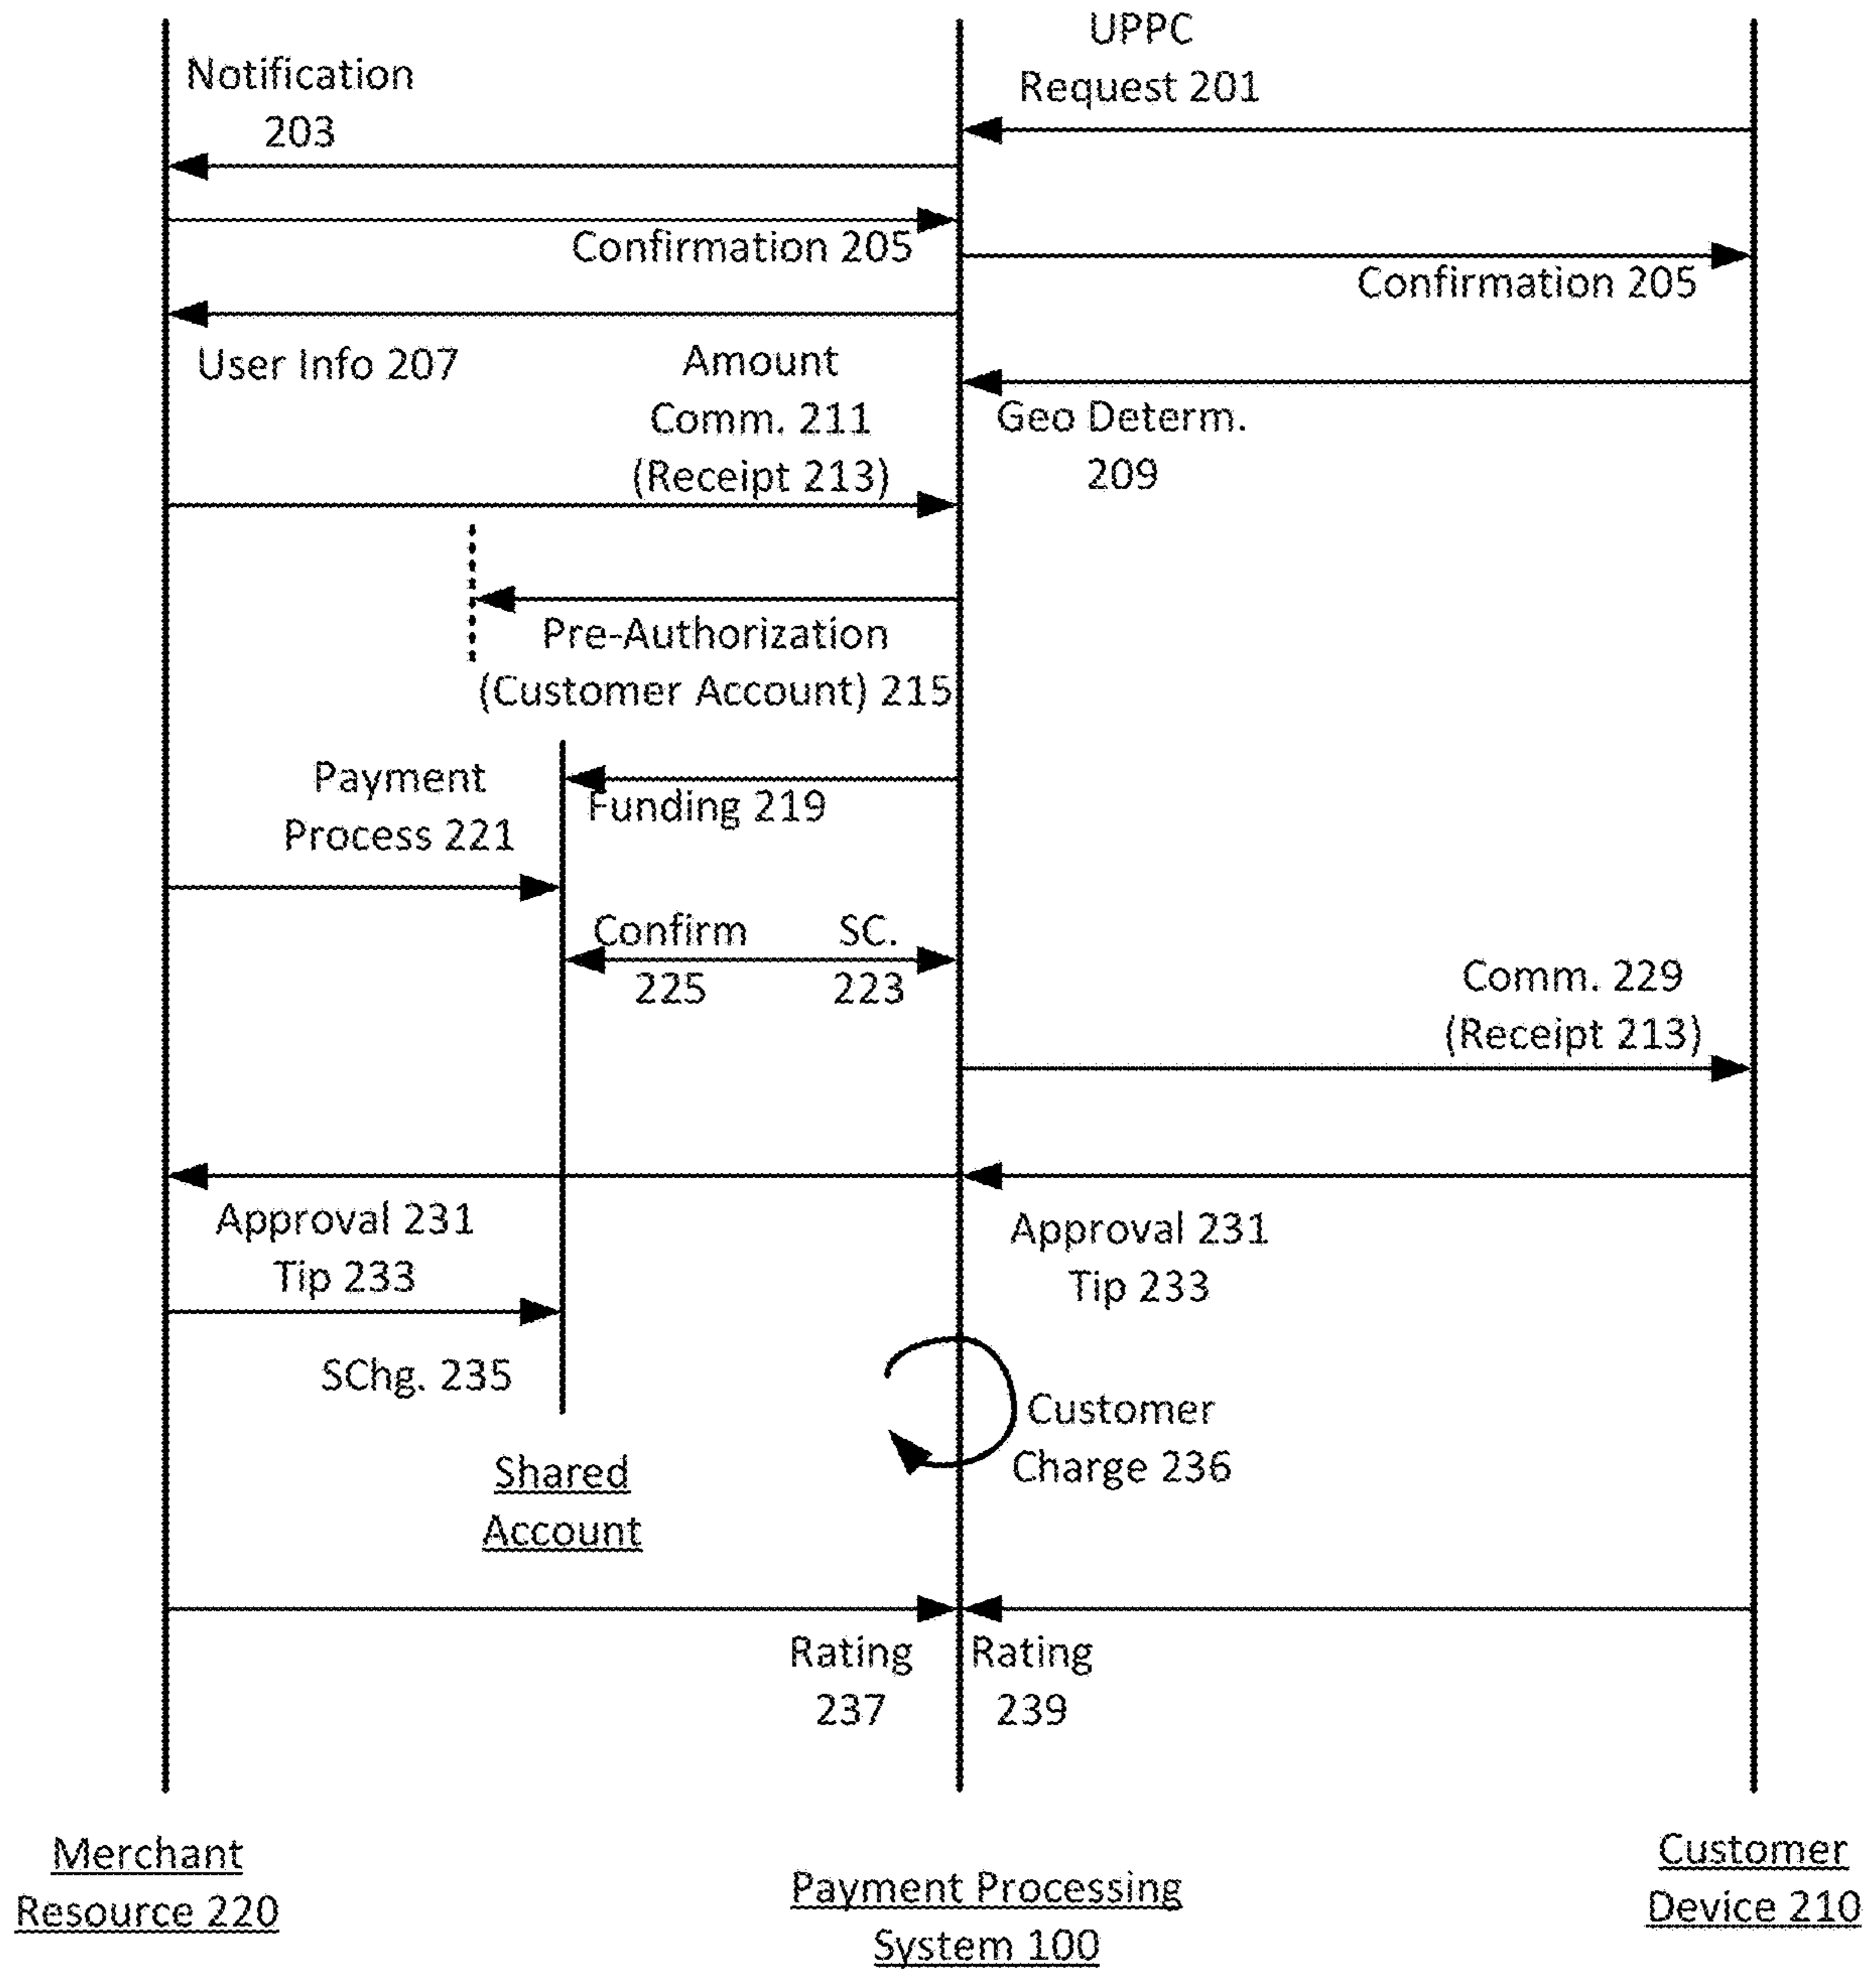 UPPC
Request 201
Notification
203
Confirmation 205
Confirmation 205
User Info 207
Amount
Comm. 211
(Receipt 213)
Geo Determ.
209
Pre-Authorization
(Customer Account) 215
Payment
Process 221
Funding 219
Confirm
225
SC.
223
Comm. 229
(Receipt 213)
Approval 231
Tip 233
Approval 231
Tip 233
SChg. 235
Customer
Charge 236
Shared
Account
Rating
237
Rating
239
Merchant
Resource 220
Payment Processing
System 100
Customer
Device 210